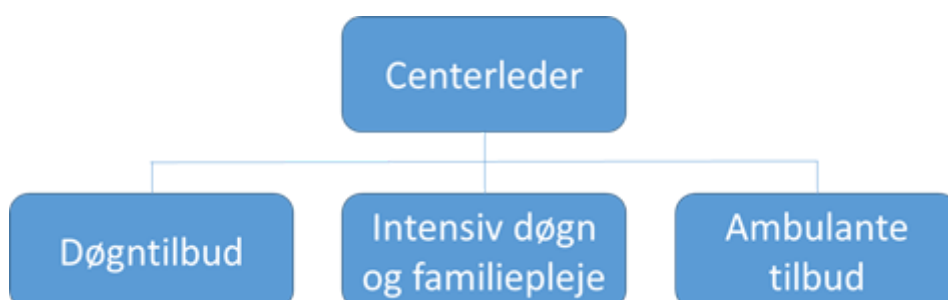 Centerleder
Døgntilbud
Intensiv døgn
og familiepleje
Ambulante
tilbud